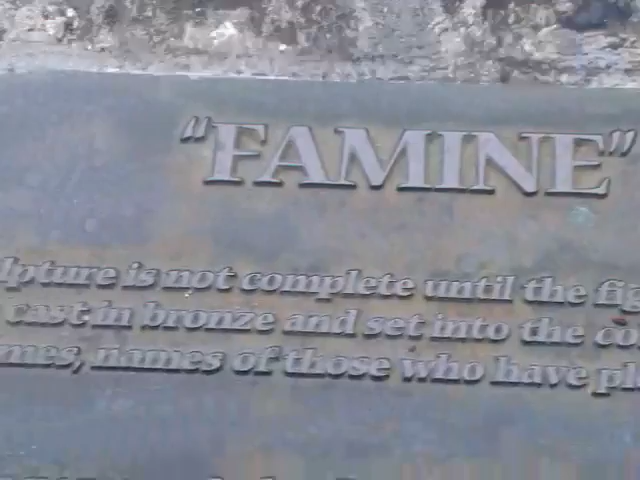 "FAMINE"
lpture is not complete until the fig
cast in bronze and set into the co
mes, names of those who have pl